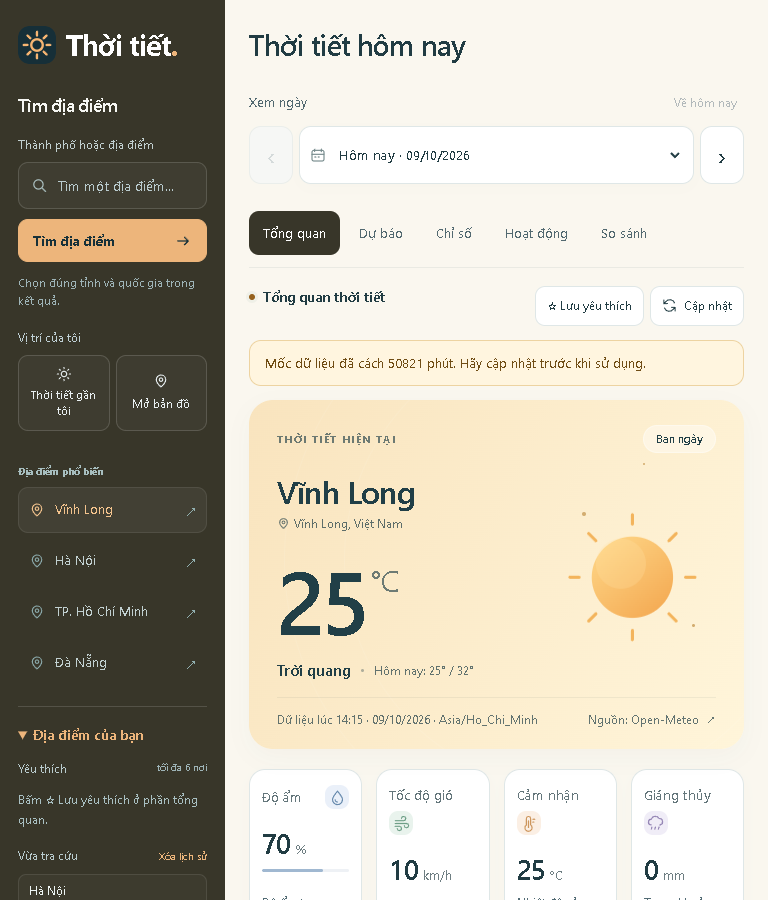 Thời tiết.
Tìm địa điểm
Thành phố hoặc địa điểm
Tìm một địa điểm...
Tìm địa điểm →
Chọn đúng tỉnh và quốc gia trong
kết quả.
Vị trí của tôi
Thời tiết gần
tôi
Mở bản đồ
Địa điểm phổ biến
Vĩnh Long ↗
Hà Nội ↗
TP. Hồ Chí Minh ↗
Đà Nẵng ↗
▼ Địa điểm của bạn
Yêu thích tối đa 6 nơi
Bấm ☆ Lưu yêu thích ở phần tổng
quan.
Vừa tra cứu Xóa lịch sử
Hà Nội
Thời tiết hôm nay
Xem ngày Về hôm nay
‹ Hôm nay · 09/10/2026 ›
Tổng quan Dự báo Chỉ số Hoạt động So sánh
• Tổng quan thời tiết
☆ Lưu yêu thích Cập nhật
Mốc dữ liệu đã cách 50821 phút. Hãy cập nhật trước khi sử dụng.
THỜI TIẾT HIỆN TẠI Ban ngày
Vĩnh Long
Vĩnh Long, Việt Nam
25°C
Trời quang • Hôm nay: 25° / 32°
Dữ liệu lúc 14:15 · 09/10/2026 · Asia/Ho_Chi_Minh Nguồn: Open-Meteo ↗
Độ ẩm
70 %
Tốc độ gió
10 km/h
Cảm nhận
25 °C
Giáng thủy
0 mm